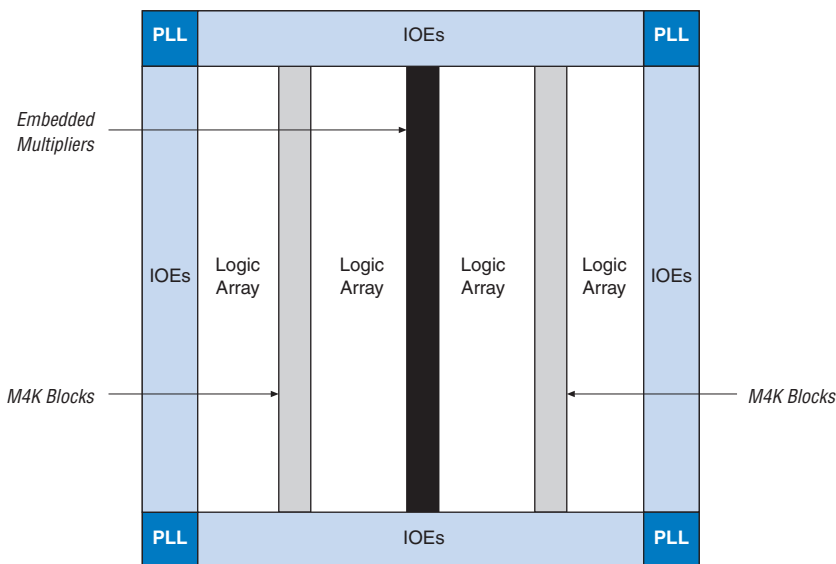 PLL
IOEs
PLL
Embedded
Multipliers
IOEs
Logic
Array
Logic
Array
Logic
Array
Logic
Array
IOEs
M4K Blocks
M4K Blocks
PLL
IOEs
PLL